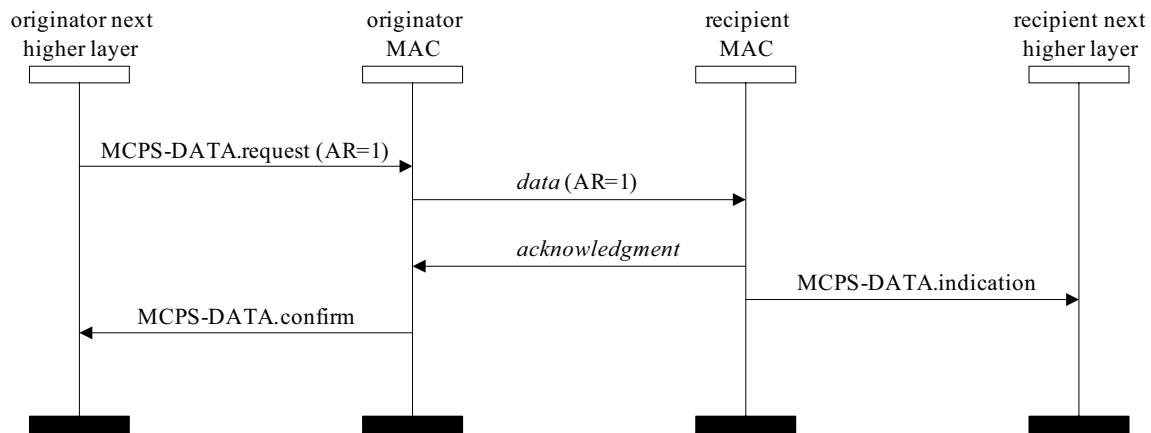 originator next
higher layer
originator
MAC
recipient
MAC
recipient next
higher layer
MCPS-DATA.request (AR=1)
data (AR=1)
acknowledgment
MCPS-DATA.indication
MCPS-DATA.confirm